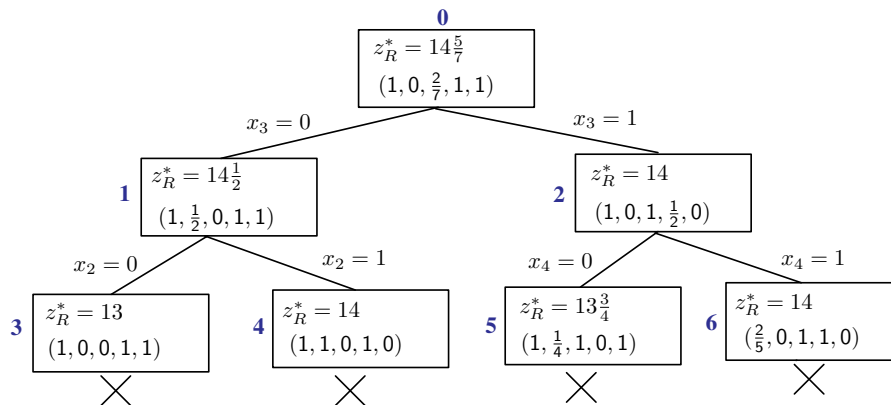 0
z*_R = 14 5/7
(1, 0, 2/7, 1, 1)
x_3 = 0
x_3 = 1
1
z*_R = 14 1/2
(1, 1/2, 0, 1, 1)
2
z*_R = 14
(1, 0, 1, 1/2, 0)
x_2 = 0
x_2 = 1
x_4 = 0
x_4 = 1
3
z*_R = 13
(1, 0, 0, 1, 1)
4
z*_R = 14
(1, 1, 0, 1, 0)
5
z*_R = 13 3/4
(1, 1/4, 1, 0, 1)
6
z*_R = 14
(2/5, 0, 1, 1, 0)